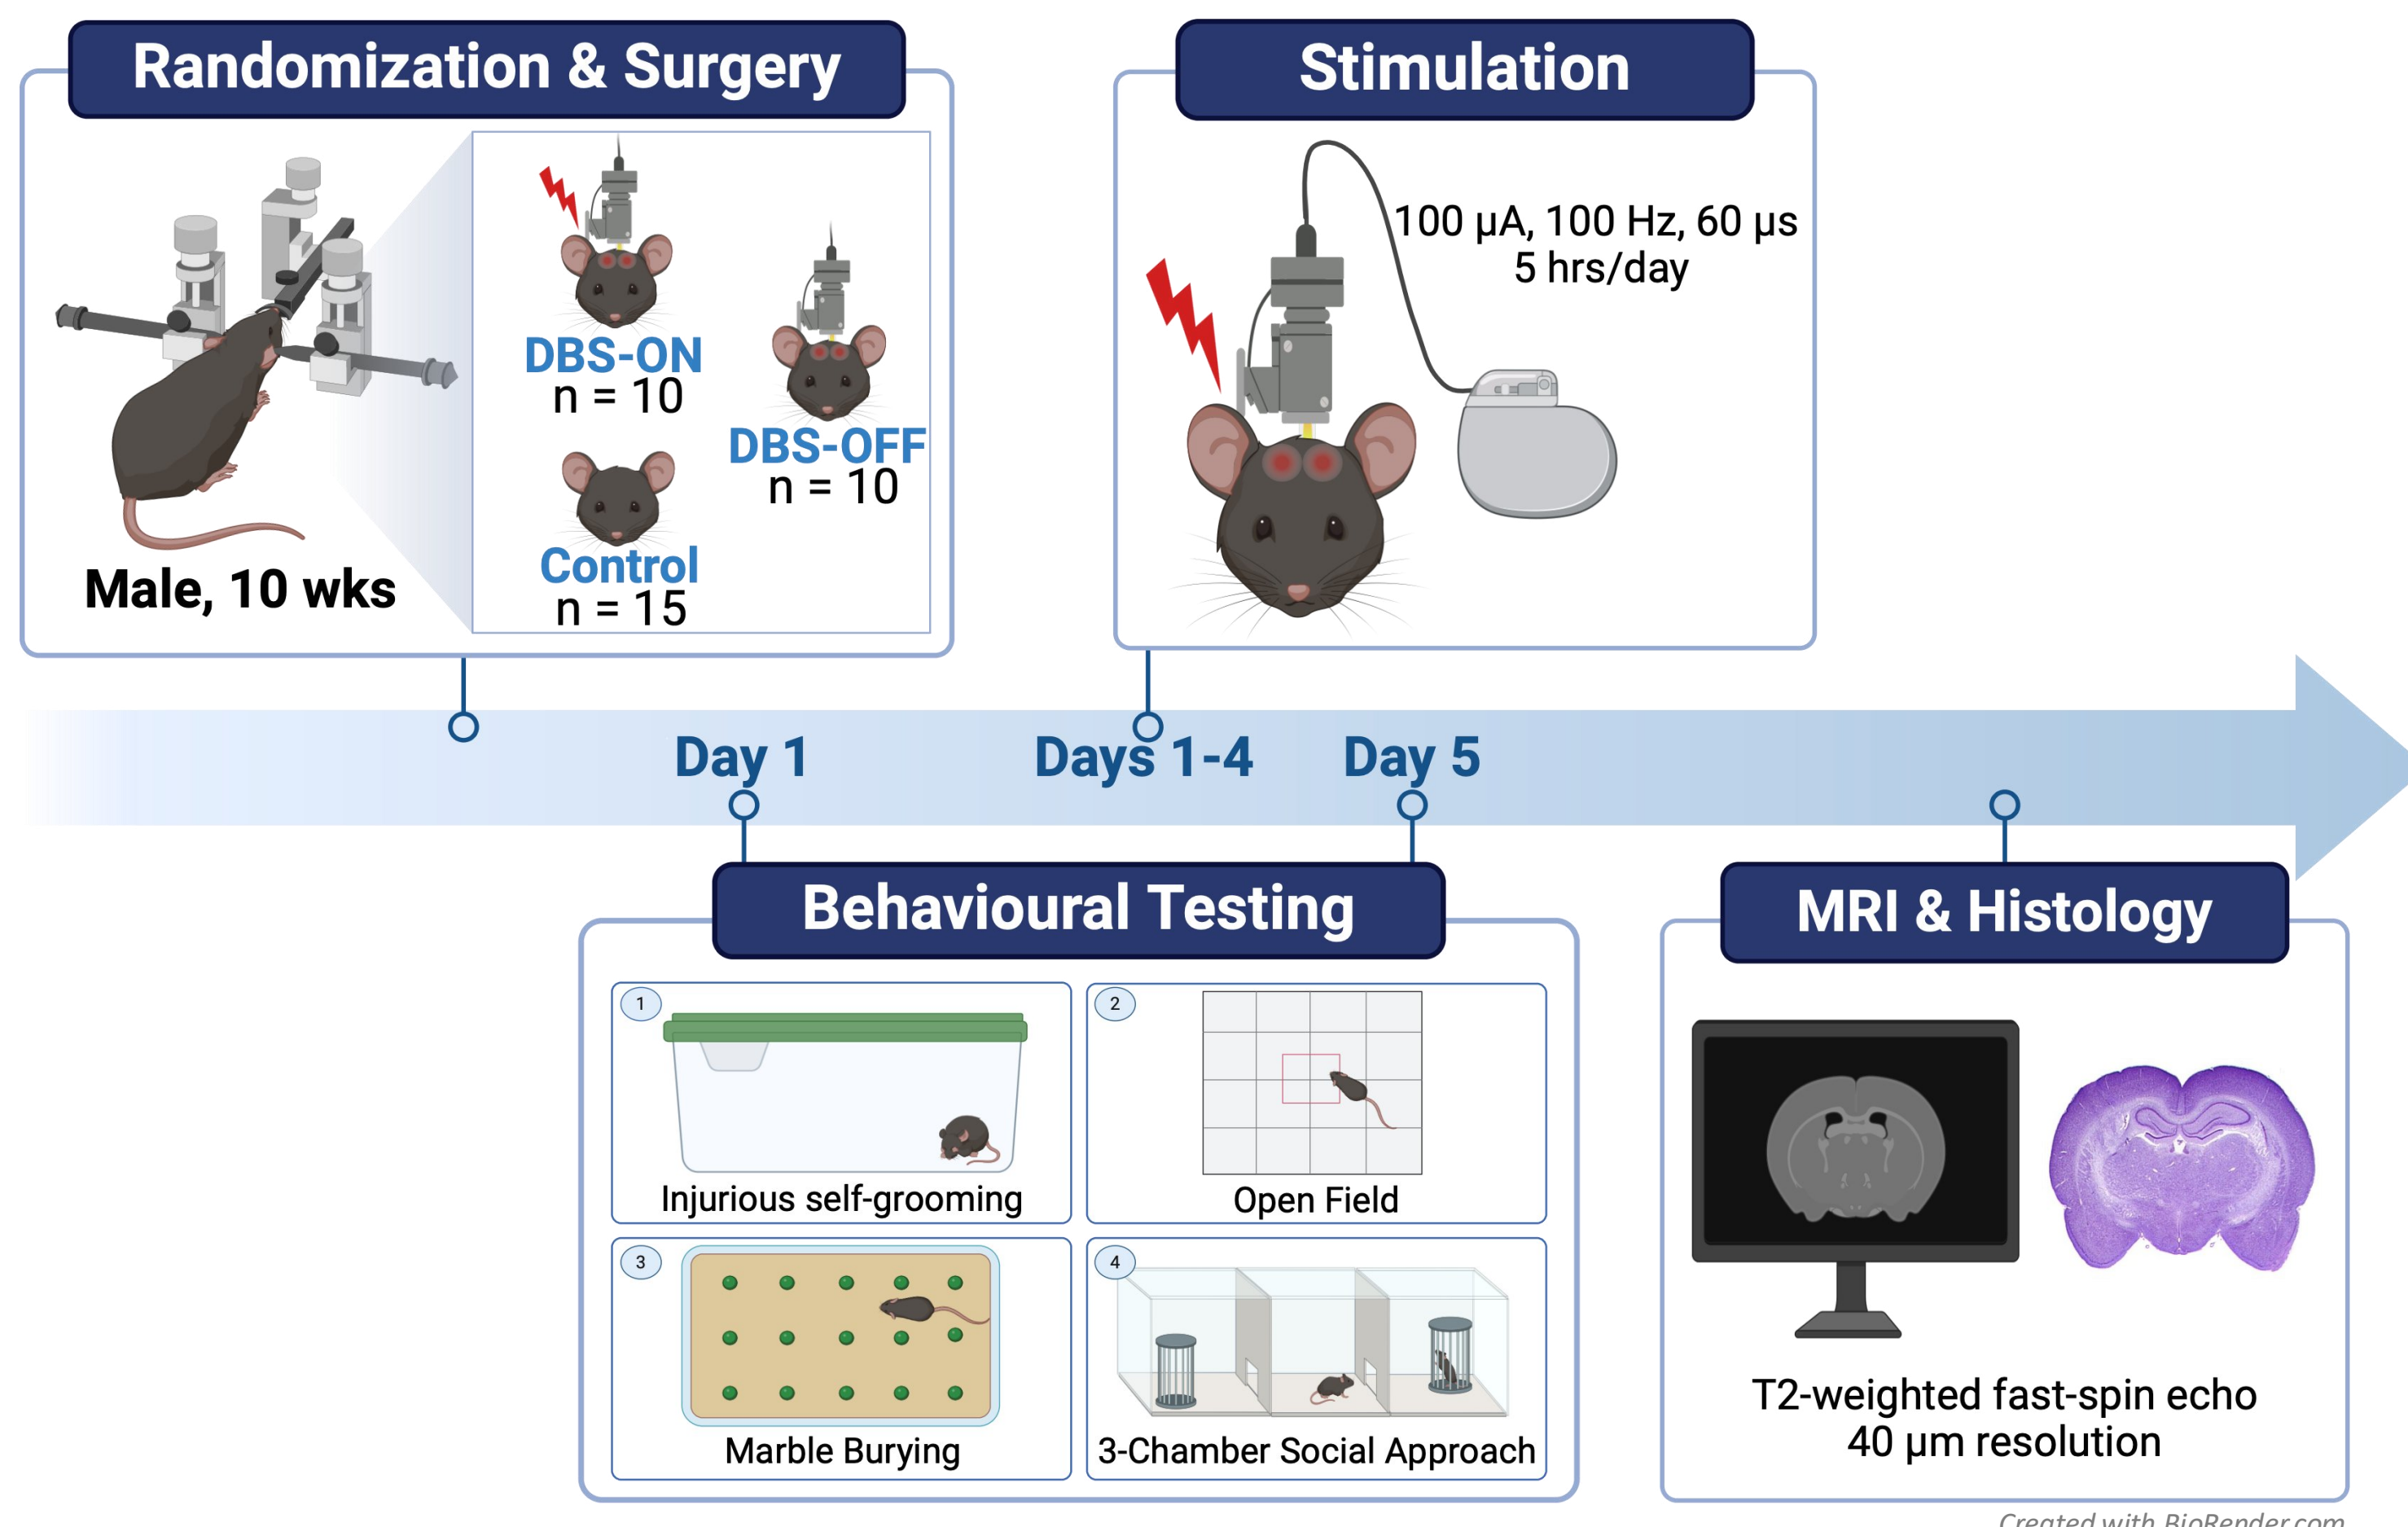 Randomization & Surgery
DBS-ON
n = 10
DBS-OFF
n = 10
Control
n = 15
Male, 10 wks
Stimulation
100 µA, 100 Hz, 60 µs
5 hrs/day
Day 1
Days 1-4
Day 5
Behavioural Testing
1
Injurious self-grooming
2
Open Field
3
Marble Burying
4
3-Chamber Social Approach
MRI & Histology
T2-weighted fast-spin echo
40 µm resolution
Created with BioRender.com